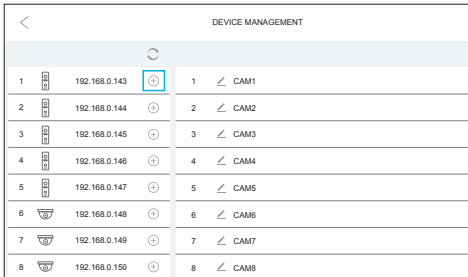 DEVICE MANAGEMENT
1 192.168.0.143 1 CAM1
2 192.168.0.144 2 CAM2
3 192.168.0.145 3 CAM3
4 192.168.0.146 4 CAM4
5 192.168.0.147 5 CAM5
6 192.168.0.148 6 CAM6
7 192.168.0.149 7 CAM7
8 192.168.0.150 8 CAM8